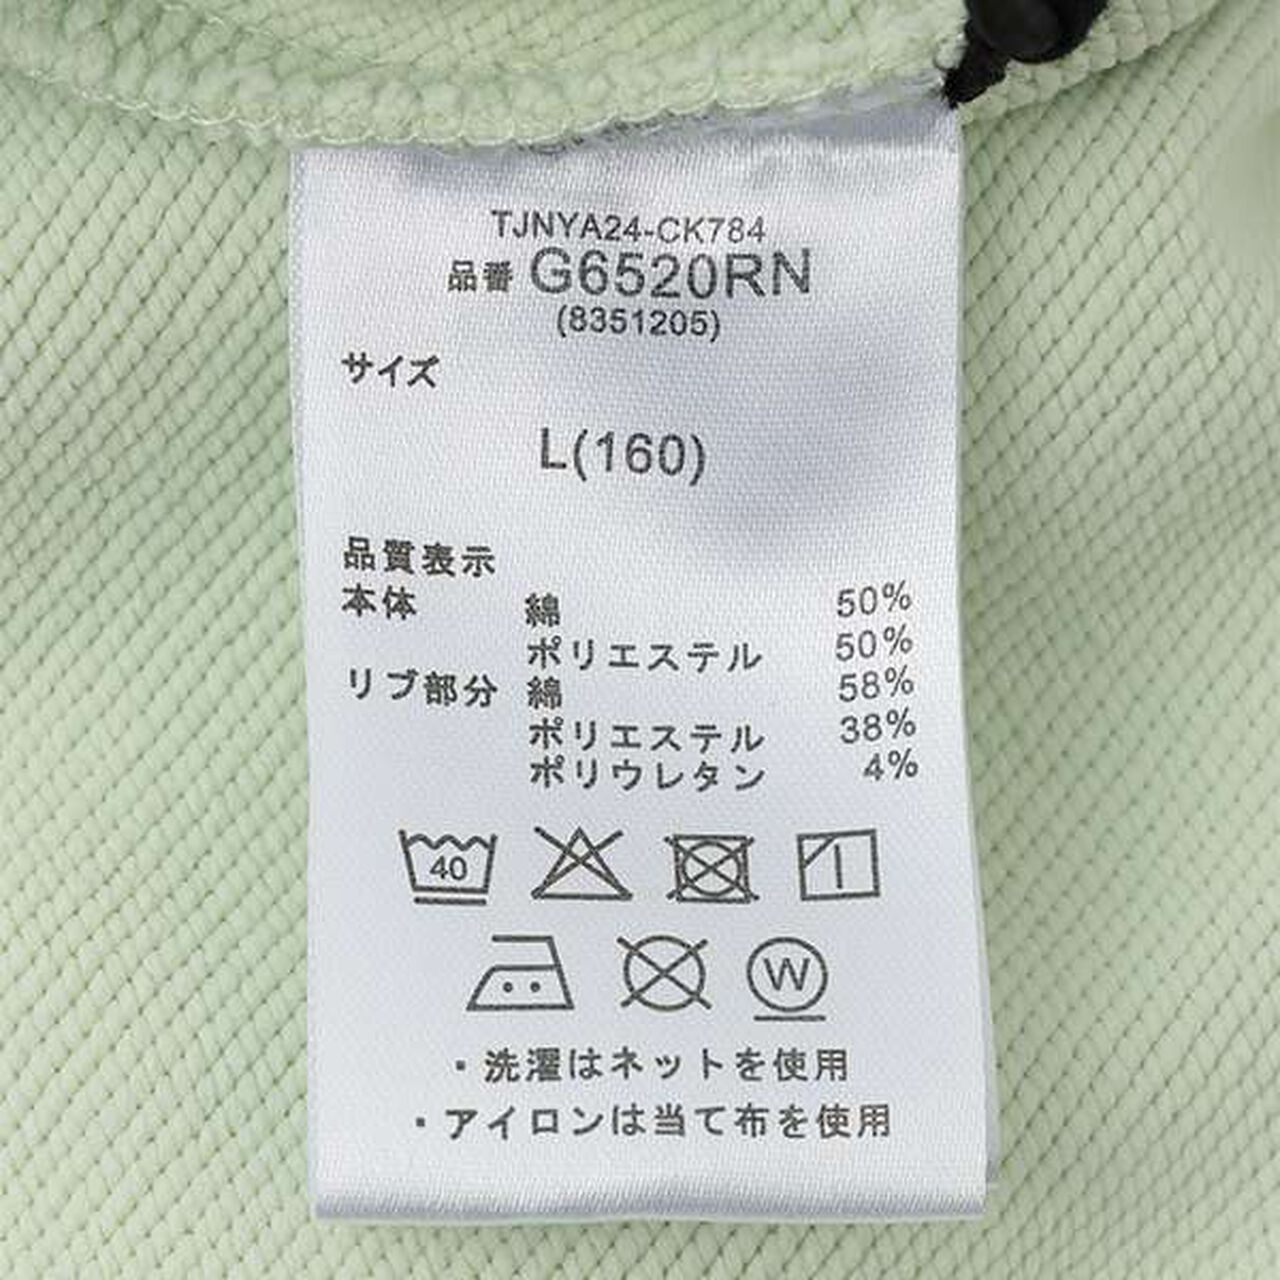 TJNYA24-CK784
品番 G6520RN
(8351205)
サイズ
L(160)
品質表示
本体 綿 50%
ポリエステル 50%
リブ部分 綿 58%
ポリエステル 38%
ポリウレタン 4%
40
W
・洗濯はネットを使用
・アイロンは当て布を使用